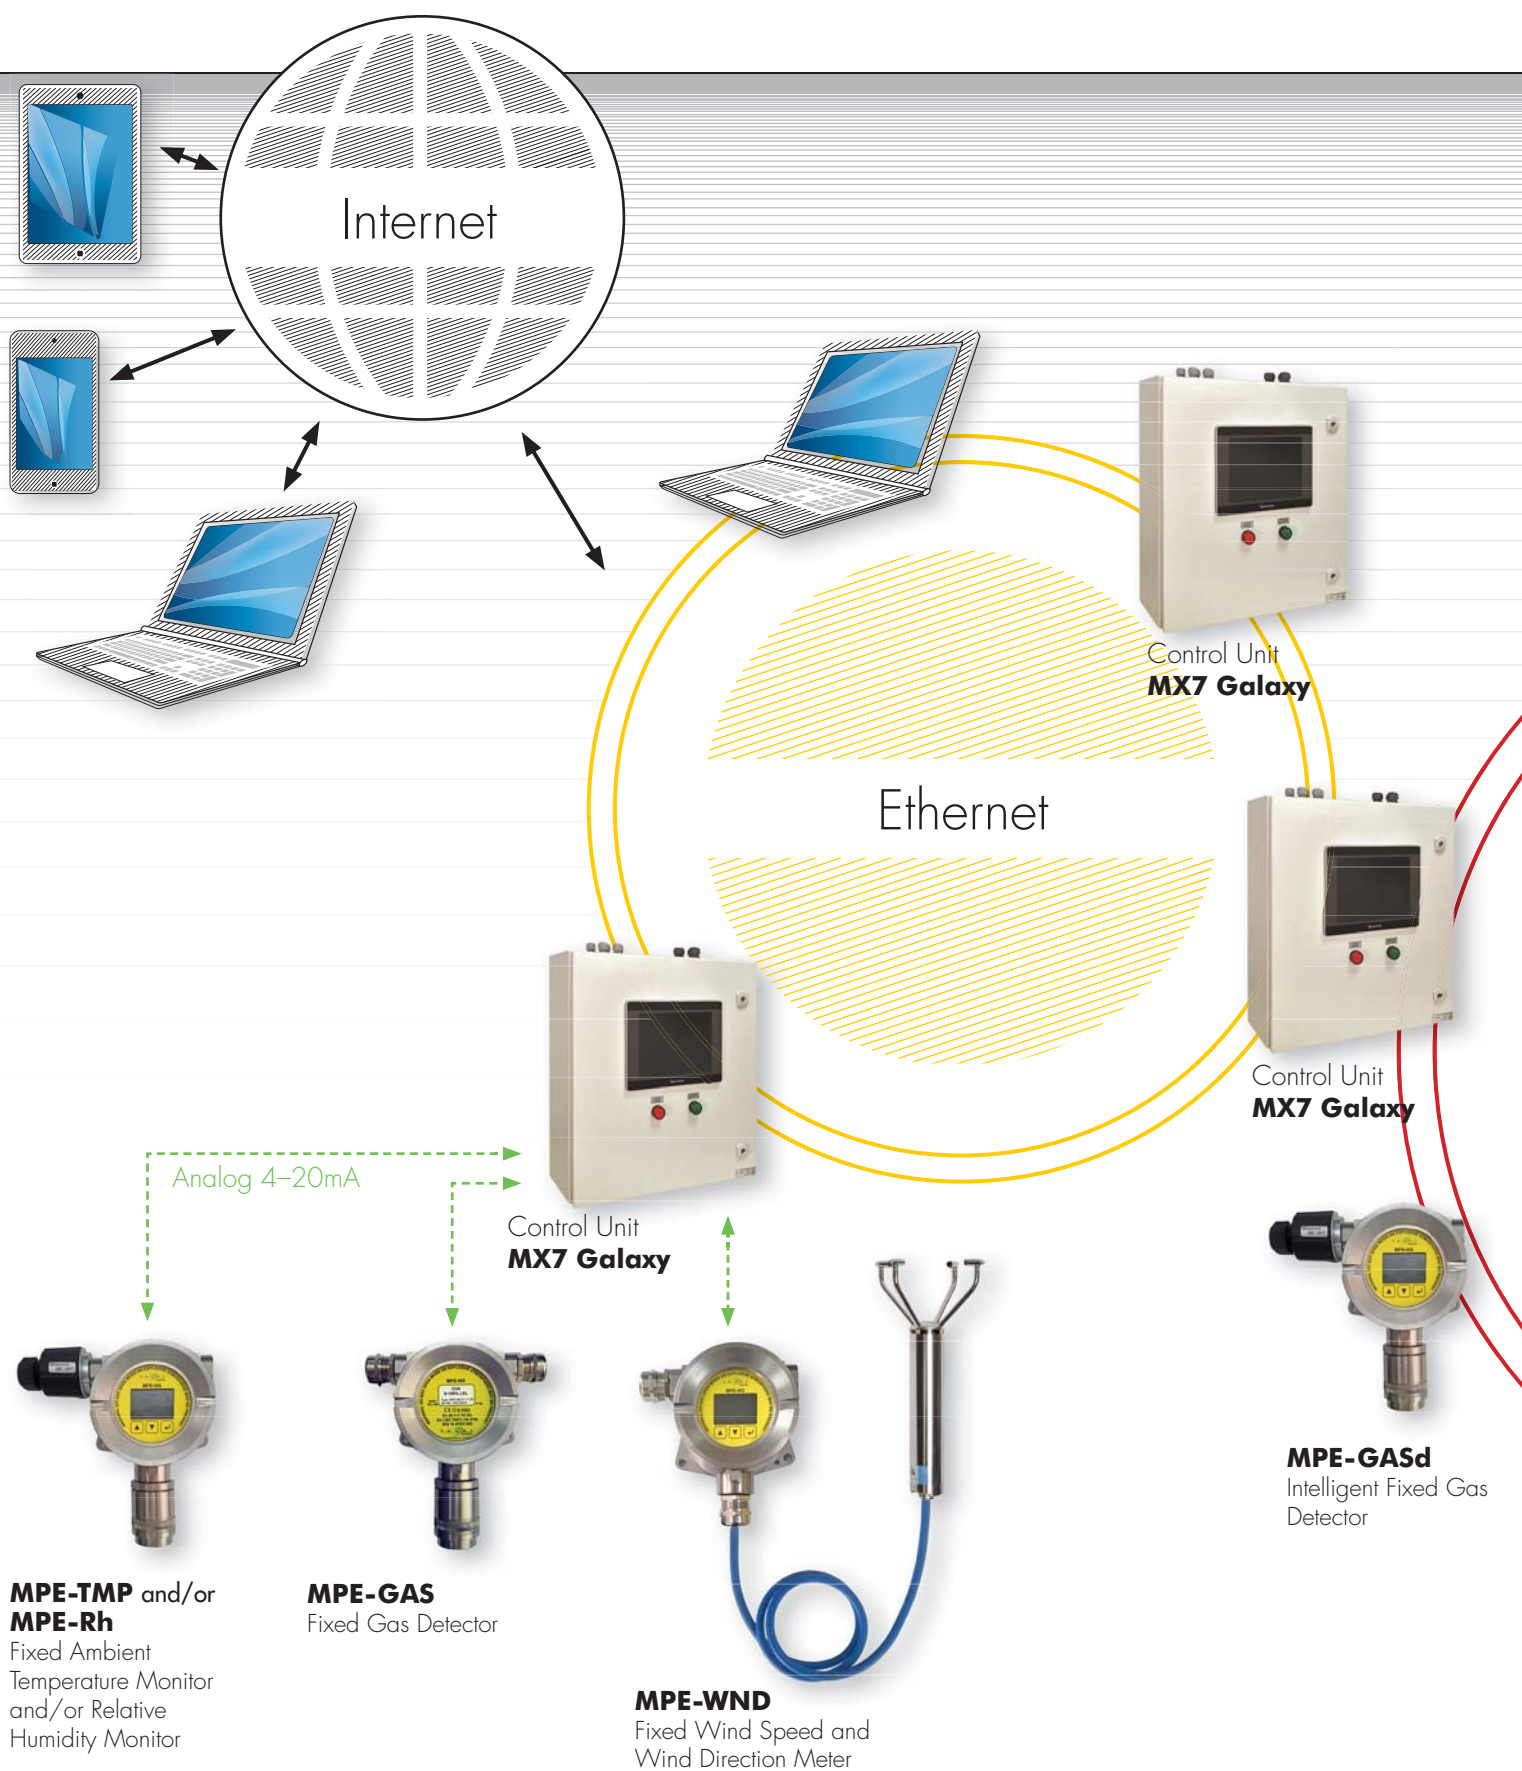 Internet
Control Unit
MX7 Galaxy
Ethernet
Control Unit
MX7 Galaxy
Analog 4–20mA
Control Unit
MX7 Galaxy
MPE-GASd
Intelligent Fixed Gas
Detector
MPE-TMP and/or
MPE-Rh
Fixed Ambient
Temperature Monitor
and/or Relative
Humidity Monitor
MPE-GAS
Fixed Gas Detector
MPE-WND
Fixed Wind Speed and
Wind Direction Meter